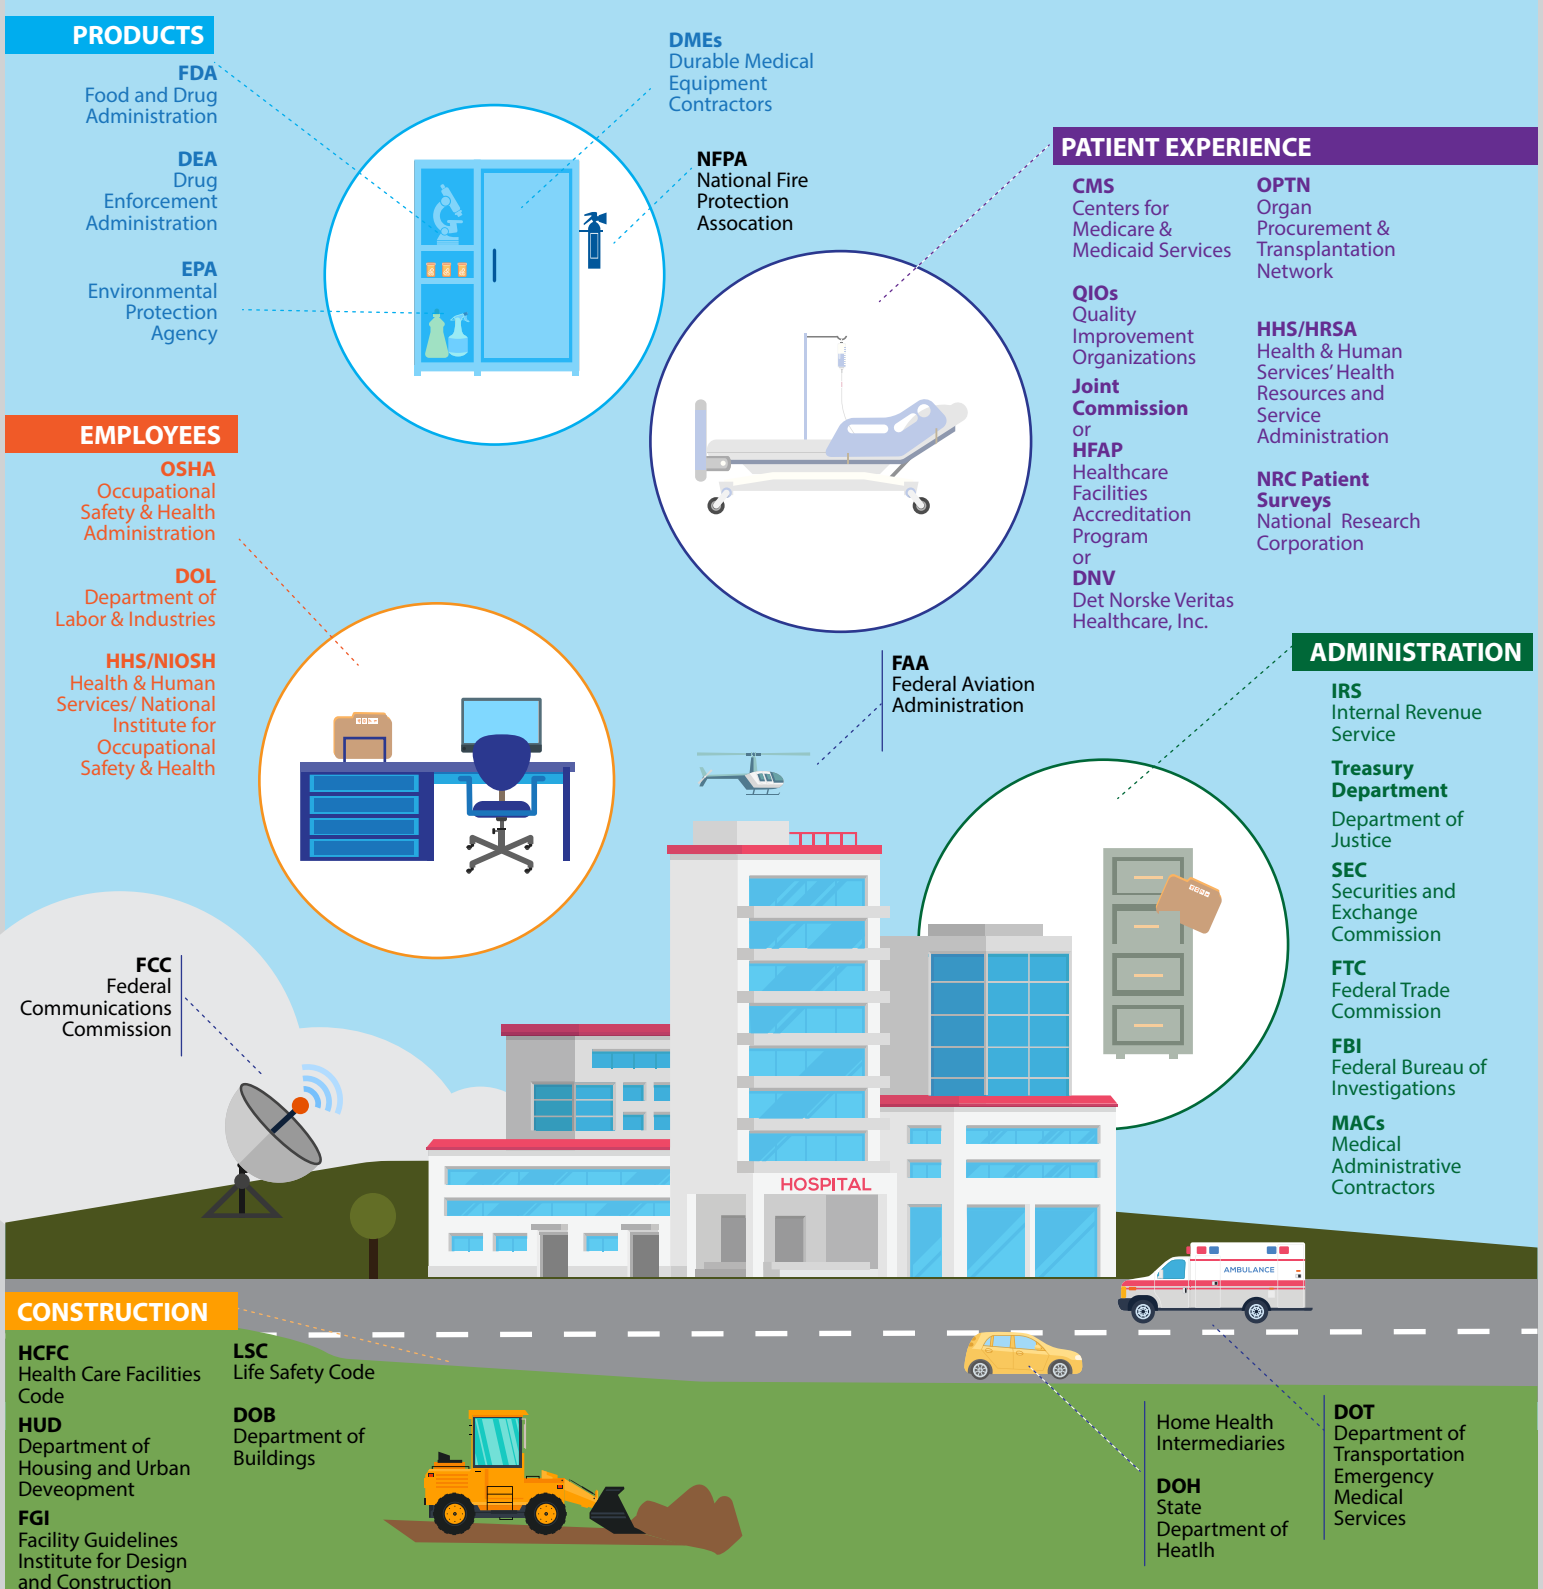 PRODUCTS
FDA
Food and Drug
Administration
DEA
Drug
Enforcement
Administration
EPA
Environmental
Protection
Agency
DMEs
Durable Medical
Equipment
Contractors
NFPA
National Fire
Protection
Assocation
PATIENT EXPERIENCE
CMS
Centers for
Medicare &
Medicaid Services
QIOs
Quality
Improvement
Organizations
Joint
Commission
or
HFAP
Healthcare
Facilities
Accreditation
Program
or
DNV
Det Norske Veritas
Healthcare, Inc.
OPTN
Organ
Procurement &
Transplantation
Network
HHS/HRSA
Health & Human
Services' Health
Resources and
Service
Administration
NRC Patient
Surveys
National Research
Corporation
EMPLOYEES
OSHA
Occupational
Safety & Health
Administration
DOL
Department of
Labor & Industries
HHS/NIOSH
Health & Human
Services/ National
Institute for
Occupational
Safety & Health
FAA
Federal Aviation
Administration
ADMINISTRATION
IRS
Internal Revenue
Service
Treasury
Department
Department of
Justice
SEC
Securities and
Exchange
Commission
FTC
Federal Trade
Commission
FBI
Federal Bureau of
Investigations
MACs
Medical
Administrative
Contractors
FCC
Federal
Communications
Commission
HOSPITAL
AMBULANCE
CONSTRUCTION
HCFC
Health Care Facilities
Code
HUD
Department of
Housing and Urban
Deveopment
FGI
Facility Guidelines
Institute for Design
and Construction
LSC
Life Safety Code
DOB
Department of
Buildings
Home Health
Intermediaries
DOH
State
Department of
Heatlh
DOT
Department of
Transportation
Emergency
Medical
Services